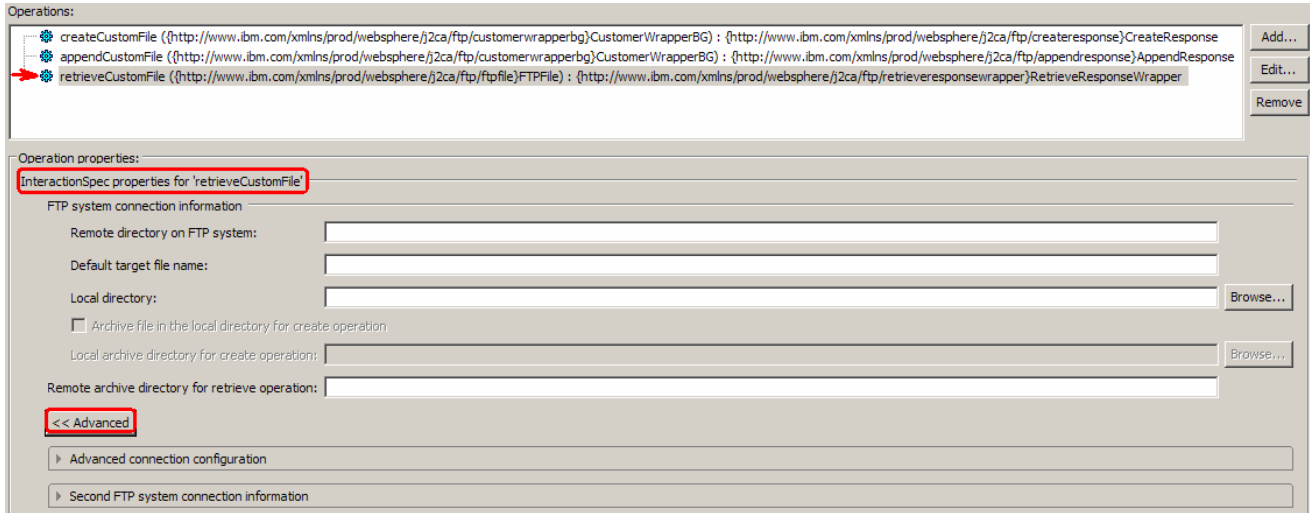 Operations:
createCustomFile ({http://www.ibm.com/xmlns/prod/websphere/j2ca/ftp/customerwrapperbg}CustomerWrapperBG) : {http://www.ibm.com/xmlns/prod/websphere/j2ca/ftp/createresponse}CreateResponse
Add...
appendCustomFile ({http://www.ibm.com/xmlns/prod/websphere/j2ca/ftp/customerwrapperbg}CustomerWrapperBG) : {http://www.ibm.com/xmlns/prod/websphere/j2ca/ftp/appendresponse}AppendResponse
Edit...
retrieveCustomFile ({http://www.ibm.com/xmlns/prod/websphere/j2ca/ftp/ftpfile}FTPFile) : {http://www.ibm.com/xmlns/prod/websphere/j2ca/ftp/retrieveresponsewrapper}RetrieveResponseWrapper
Remove
Operation properties:
InteractionSpec properties for 'retrieveCustomFile'
FTP system connection information
Remote directory on FTP system:
Default target file name:
Local directory:
Browse...
Archive file in the local directory for create operation
Local archive directory for create operation:
Browse...
Remote archive directory for retrieve operation:
<< Advanced
Advanced connection configuration
Second FTP system connection information